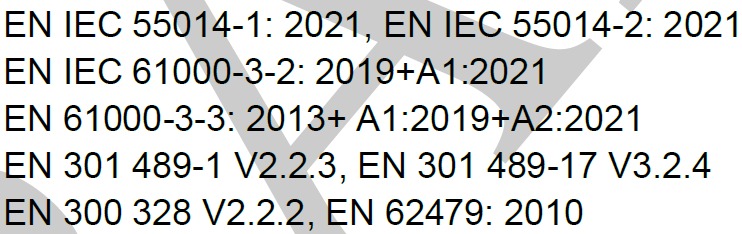 EN IEC 55014-1: 2021, EN IEC 55014-2: 2021
EN IEC 61000-3-2: 2019+A1:2021
EN 61000-3-3: 2013+ A1:2019+A2:2021
EN 301 489-1 V2.2.3, EN 301 489-17 V3.2.4
EN 300 328 V2.2.2, EN 62479: 2010